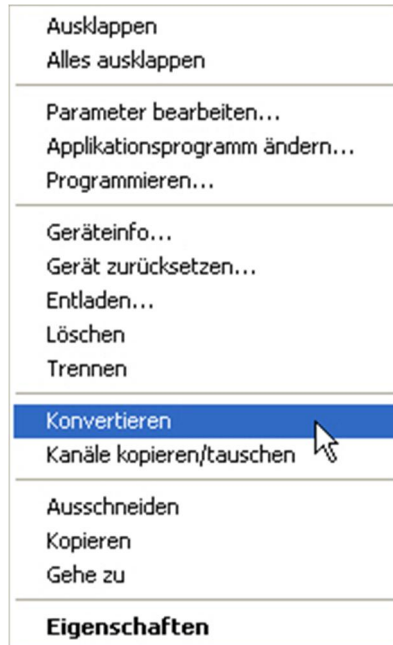 Ausklappen
Alles ausklappen
Parameter bearbeiten...
Applikationsprogramm ändern...
Programmieren...
Geräteinfo...
Gerät zurücksetzen...
Entladen...
Löschen
Trennen
Konvertieren
Kanäle kopieren/tauschen
Ausschneiden
Kopieren
Gehe zu
Eigenschaften